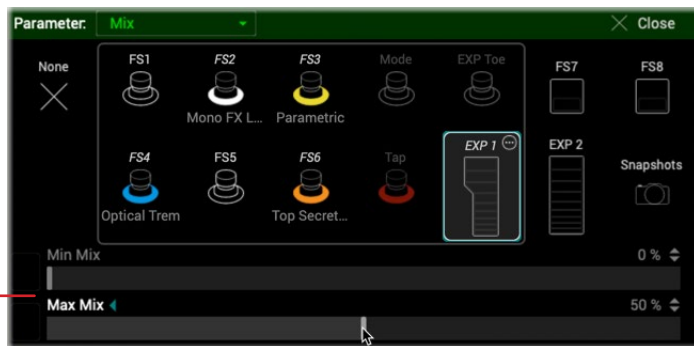 Parameter: Mix Close
None FS1 FS2 FS3 Mode EXP Toe FS7 FS8
Mono FX L... Parametric
FS4 FS5 FS6 Tap EXP 1 EXP 2 Snapshots
Optical Trem Top Secret...
Min Mix 0 %
Max Mix 50 %